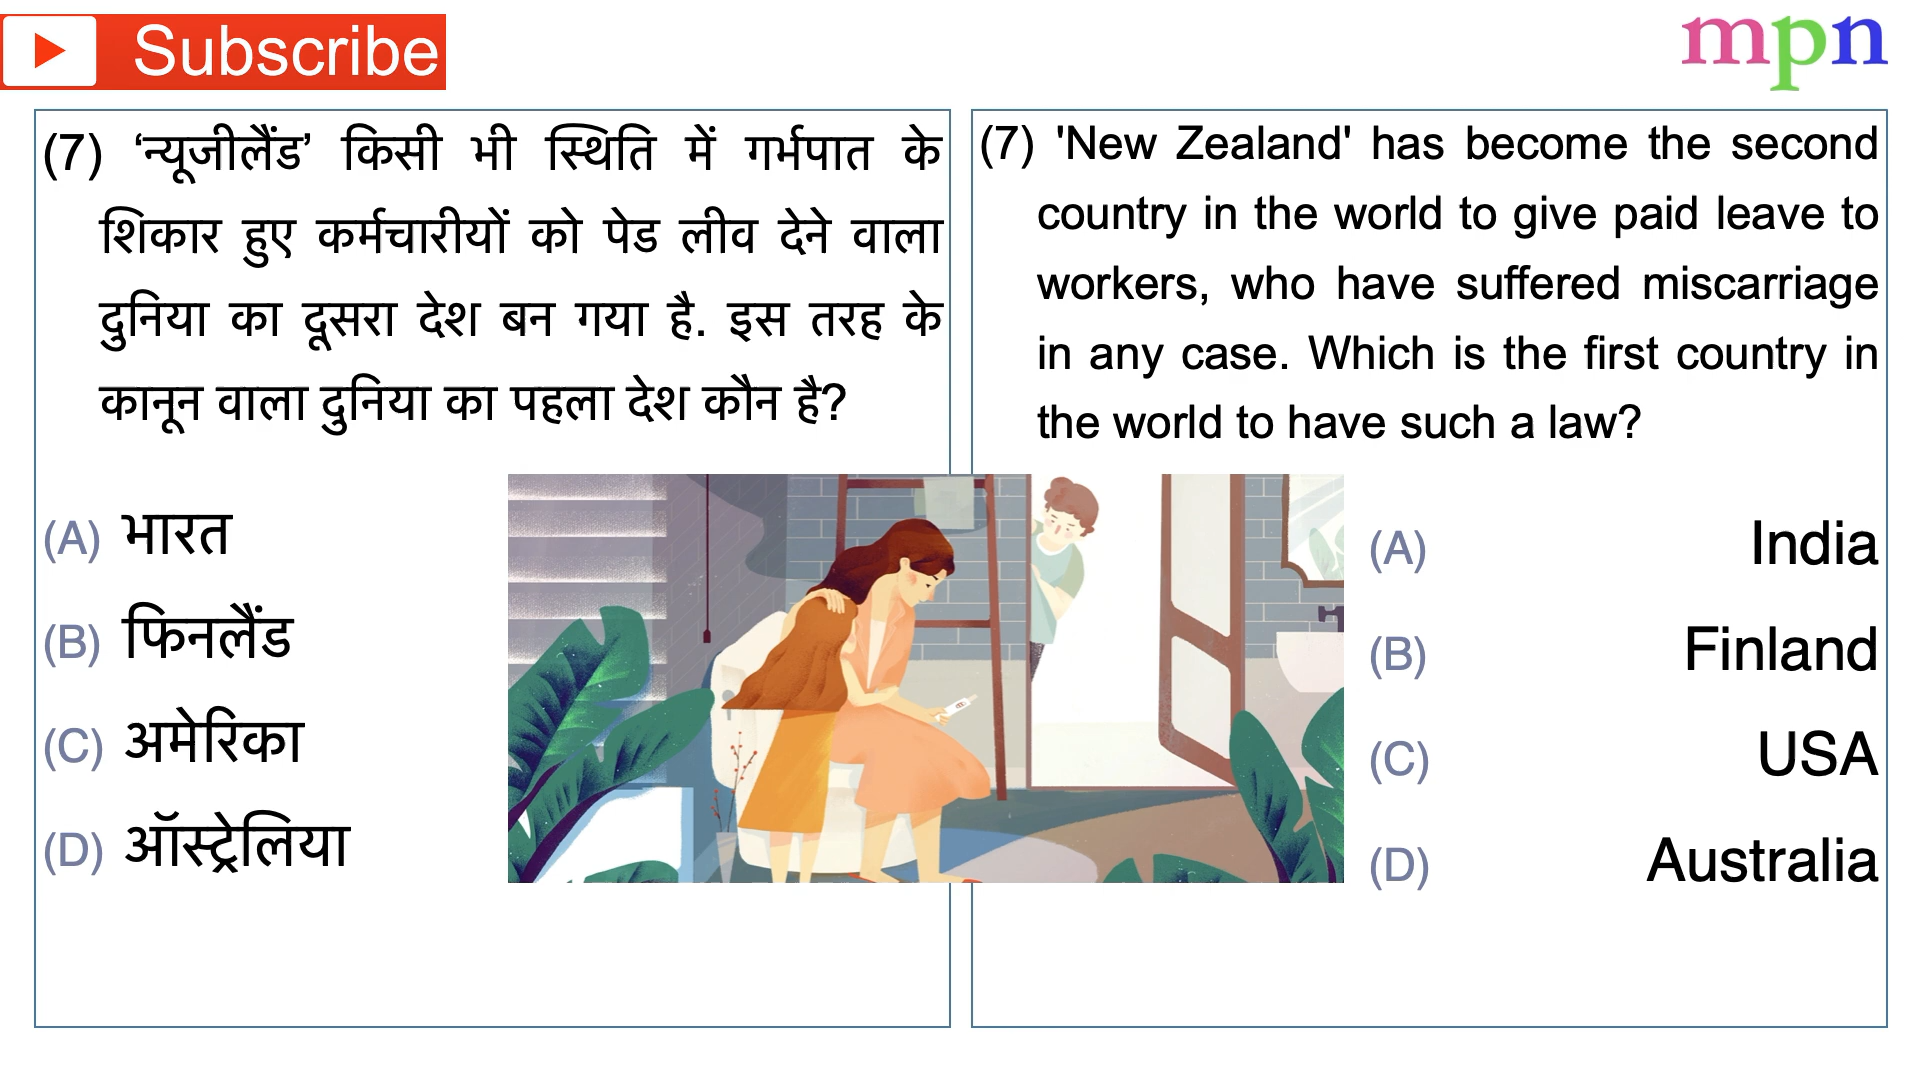 Subscribe
mpn
(7) ‘न्यूजीलैंड’ किसी भी स्थिति में गर्भपात के
शिकार हुए कर्मचारीयों को पेड लीव देने वाला
दुनिया का दूसरा देश बन गया है. इस तरह के
कानून वाला दुनिया का पहला देश कौन है?
(A) भारत
(B) फिनलैंड
(C) अमेरिका
(D) ऑस्ट्रेलिया
(7) 'New Zealand' has become the second
country in the world to give paid leave to
workers, who have suffered miscarriage
in any case. Which is the first country in
the world to have such a law?
(A) India
(B) Finland
(C) USA
(D) Australia